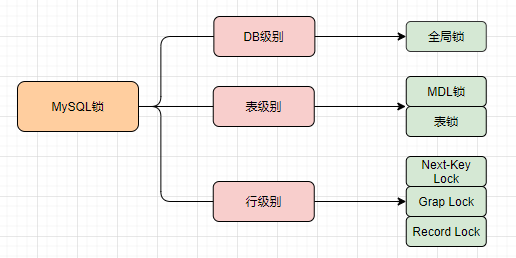 MySQL锁
DB级别
全局锁
表级别
MDL锁
表锁
行级别
Next-Key
Lock
Grap Lock
Record Lock